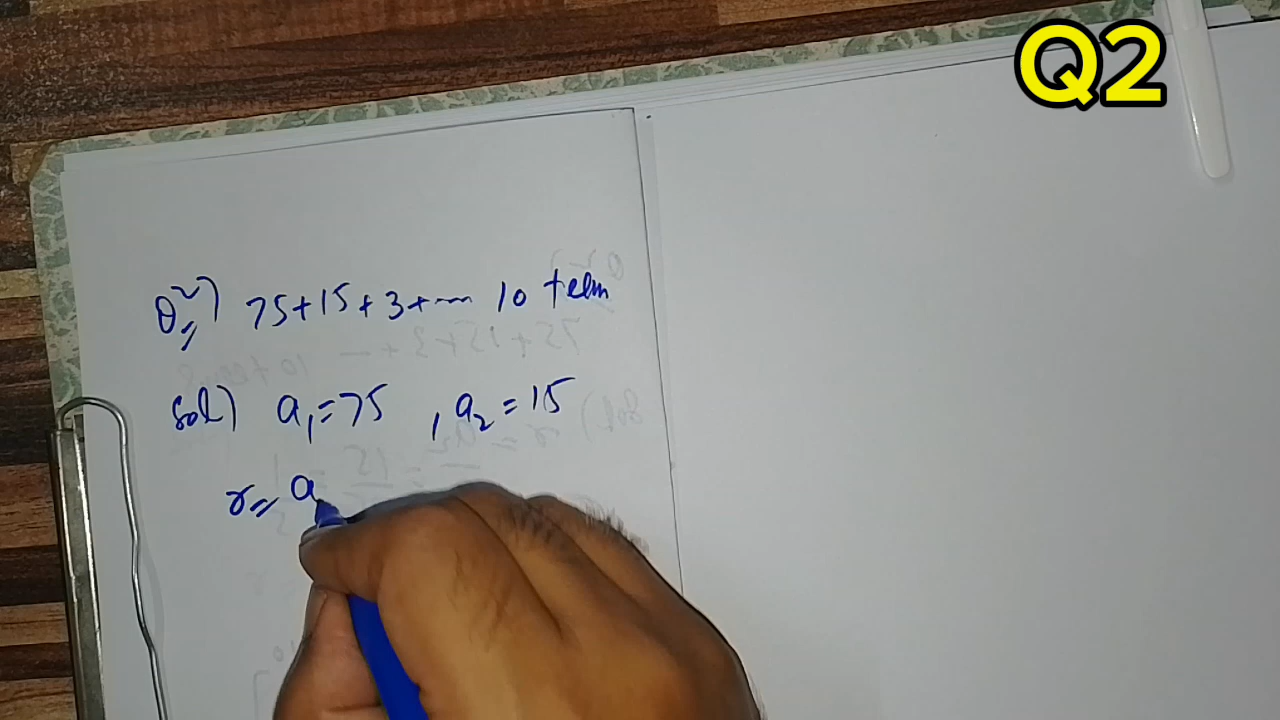 Q2
Q2) 75+15+3+--- 10 term
Sol) a₁=75 , a₂=15
r= a